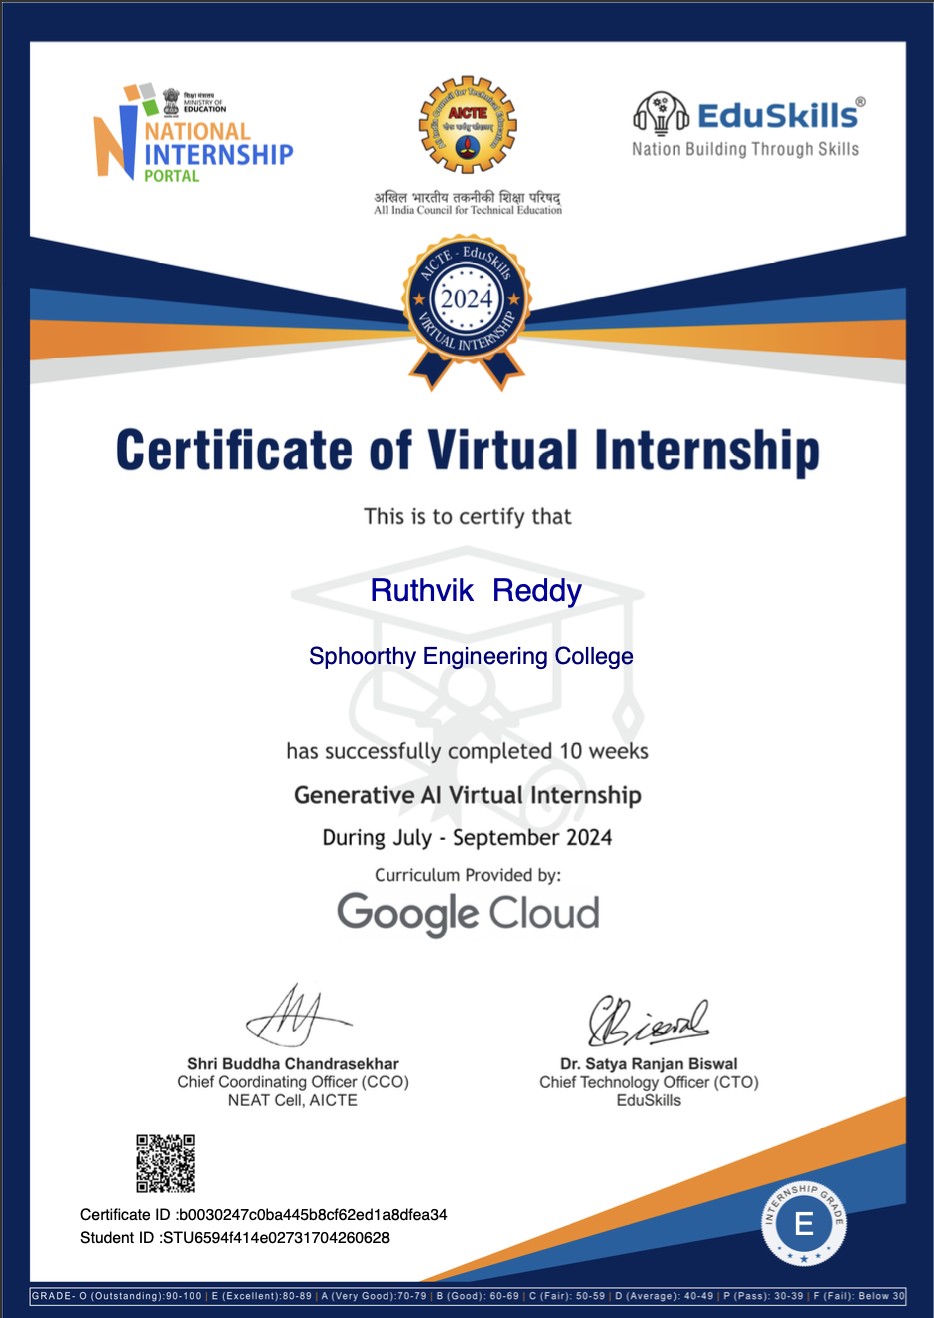 शिक्षा मंत्रालय
MINISTRY OF
EDUCATION
NATIONAL
INTERNSHIP
PORTAL
All India Council for Technical Education
AICTE
अखिल भारतीय तकनीकी शिक्षा परिषद्
All India Council for Technical Education
EduSkills®
Nation Building Through Skills
AICTE - EduSkills
2024
VIRTUAL INTERNSHIP
Certificate of Virtual Internship
This is to certify that
Ruthvik Reddy
Sphoorthy Engineering College
has successfully completed 10 weeks
Generative AI Virtual Internship
During July - September 2024
Curriculum Provided by:
Google Cloud
Shri Buddha Chandrasekhar
Chief Coordinating Officer (CCO)
NEAT Cell, AICTE
Dr. Satya Ranjan Biswal
Chief Technology Officer (CTO)
EduSkills
Certificate ID :b0030247c0ba445b8cf62ed1a8dfea34
Student ID :STU6594f414e02731704260628
INTERNSHIP GRADE
E
GRADE- O (Outstanding):90-100 | E (Excellent):80-89 | A (Very Good):70-79 | B (Good): 60-69 | C (Fair): 50-59 | D (Average): 40-49 | P (Pass): 30-39 | F (Fail): Below 30